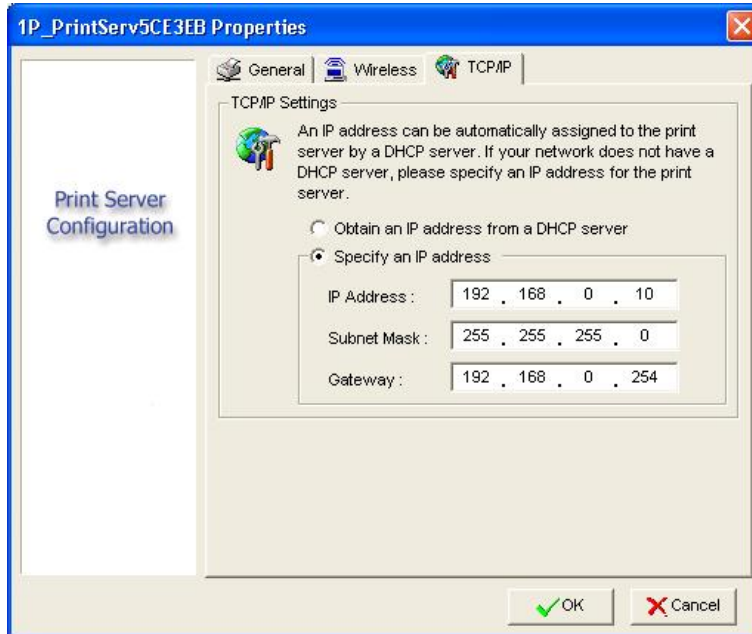 1P_PrintServ5CE3EB Properties
General
Wireless
TCP/IP
Print Server
Configuration
TCP/IP Settings
An IP address can be automatically assigned to the print
server by a DHCP server. If your network does not have a
DHCP server, please specify an IP address for the print
server.
Obtain an IP address from a DHCP server
Specify an IP address
IP Address : 192 . 168 . 0 . 10
Subnet Mask : 255 . 255 . 255 . 0
Gateway : 192 . 168 . 0 . 254
OK
Cancel